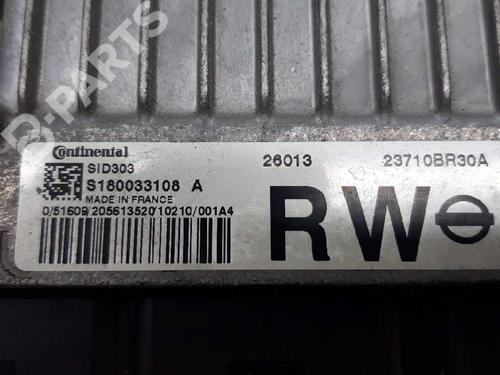 B-PARTS
Continental
SID303
S180033108 A
MADE IN FRANCE
0/51609/205613520/10210/001A4
26013 23710BR30A
RW